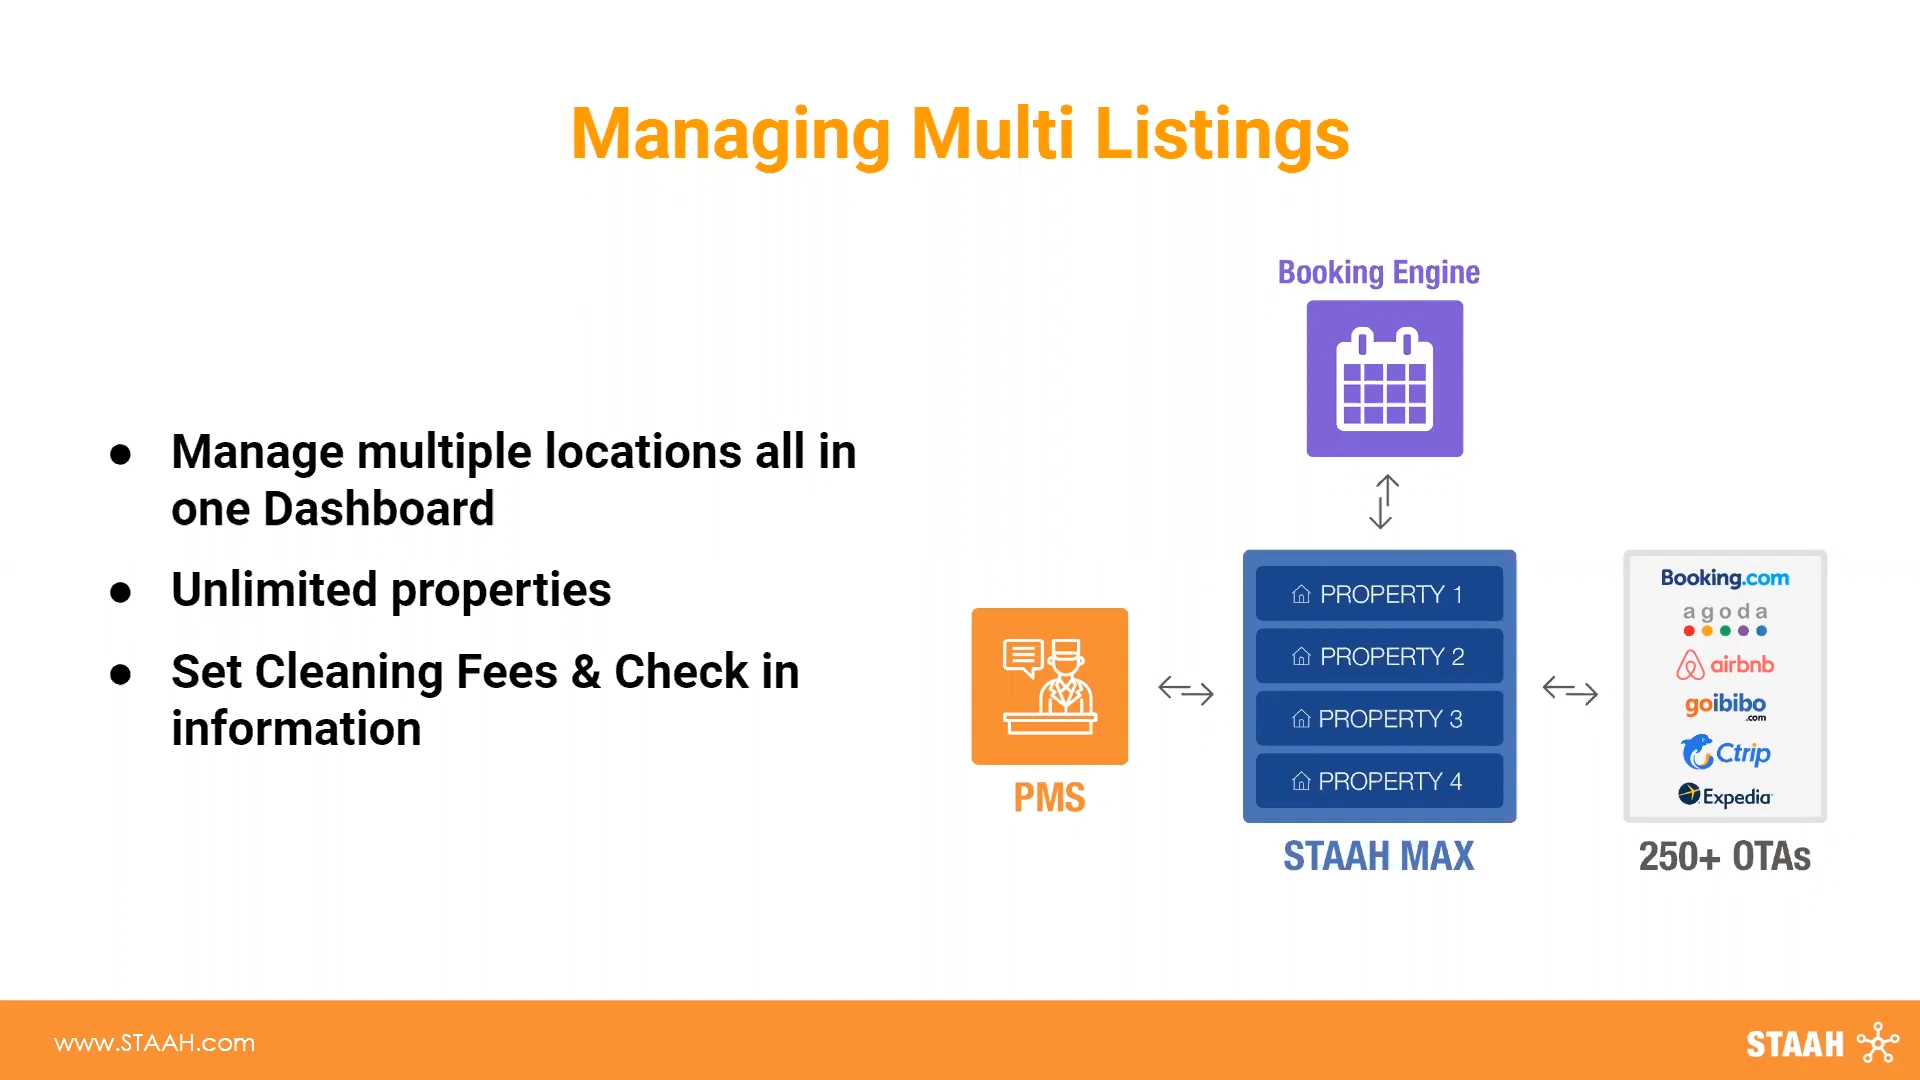 Managing Multi Listings
● Manage multiple locations all in
one Dashboard
● Unlimited properties
● Set Cleaning Fees & Check in
information
Booking Engine
PMS
PROPERTY 1
PROPERTY 2
PROPERTY 3
PROPERTY 4
STAAH MAX
Booking.com
agoda
airbnb
goibibo
.com
Ctrip
Expedia
250+ OTAs
www.STAAH.com
STAAH